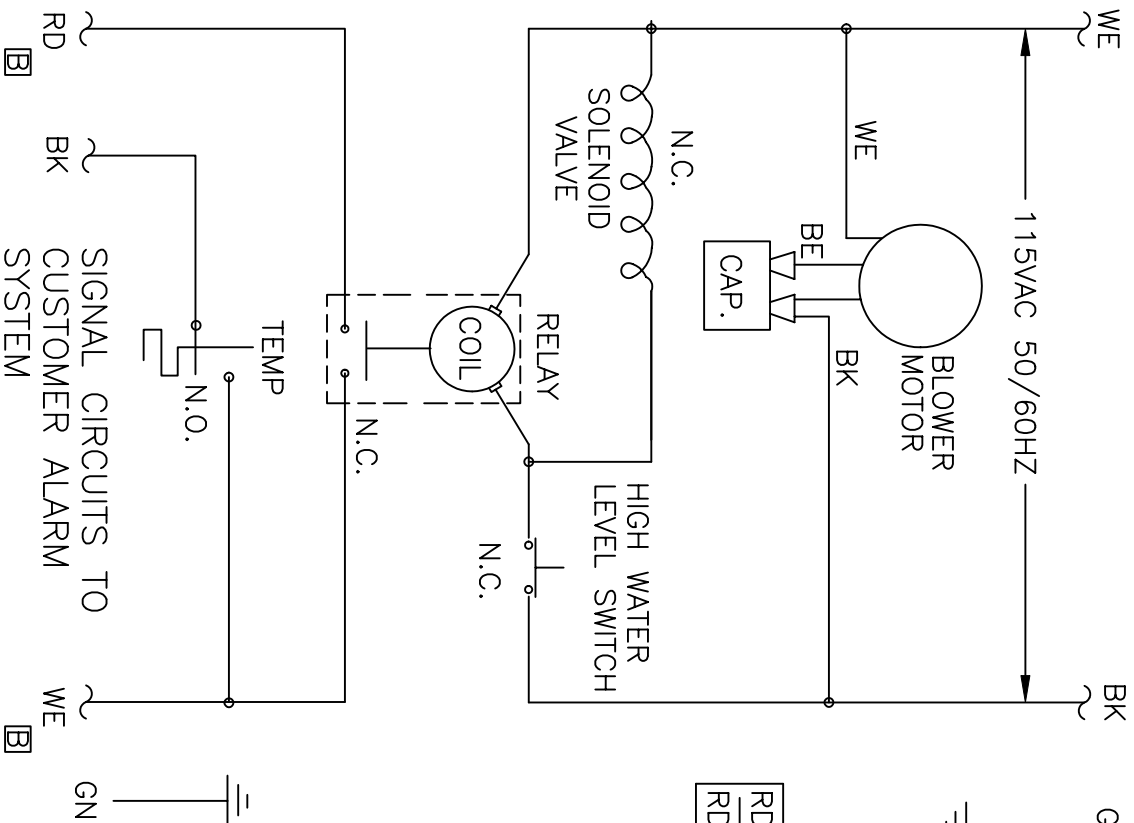 WE
BK
G
115VAC 50/60HZ
BLOWER
MOTOR
WE
BE
BK
CAP.
RD
RD
N.C.
SOLENOID
VALVE
HIGH WATER
LEVEL SWITCH
N.C.
RELAY
COIL
N.C.
TEMP
N.O.
SIGNAL CIRCUITS TO
CUSTOMER ALARM
SYSTEM
RD
BK
WE
GN
B
B